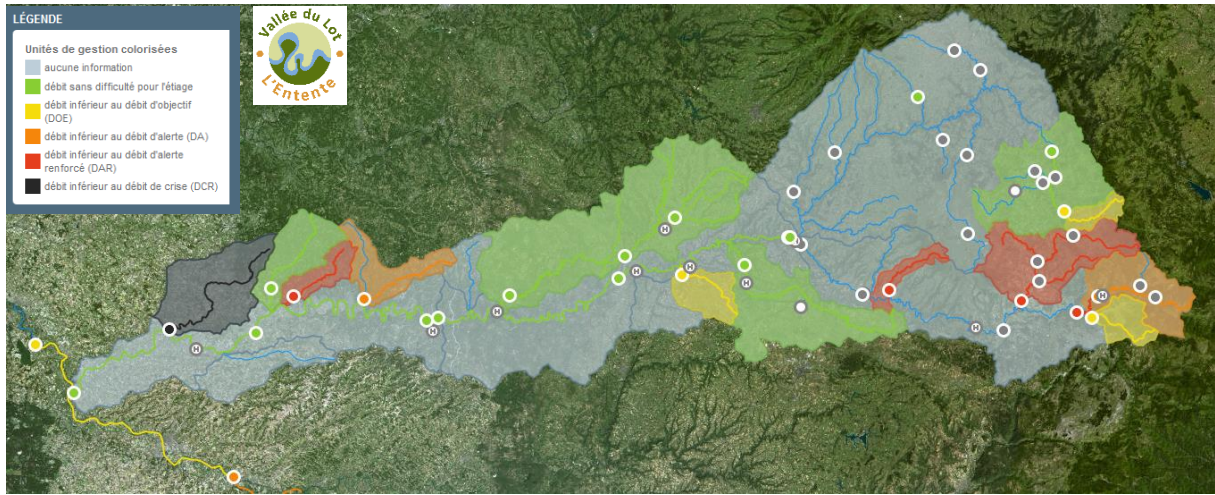 LÉGENDE
Unités de gestion colorisées
aucune information
débit sans difficulté pour l'étiage
débit inférieur au débit d'objectif
(DOE)
débit inférieur au débit d'alerte (DA)
débit inférieur au débit d'alerte
renforcé (DAR)
débit inférieur au débit de crise (DCR)
Vallée du Lot
L'Entente
H
H
H
H
H
H
H
H
H